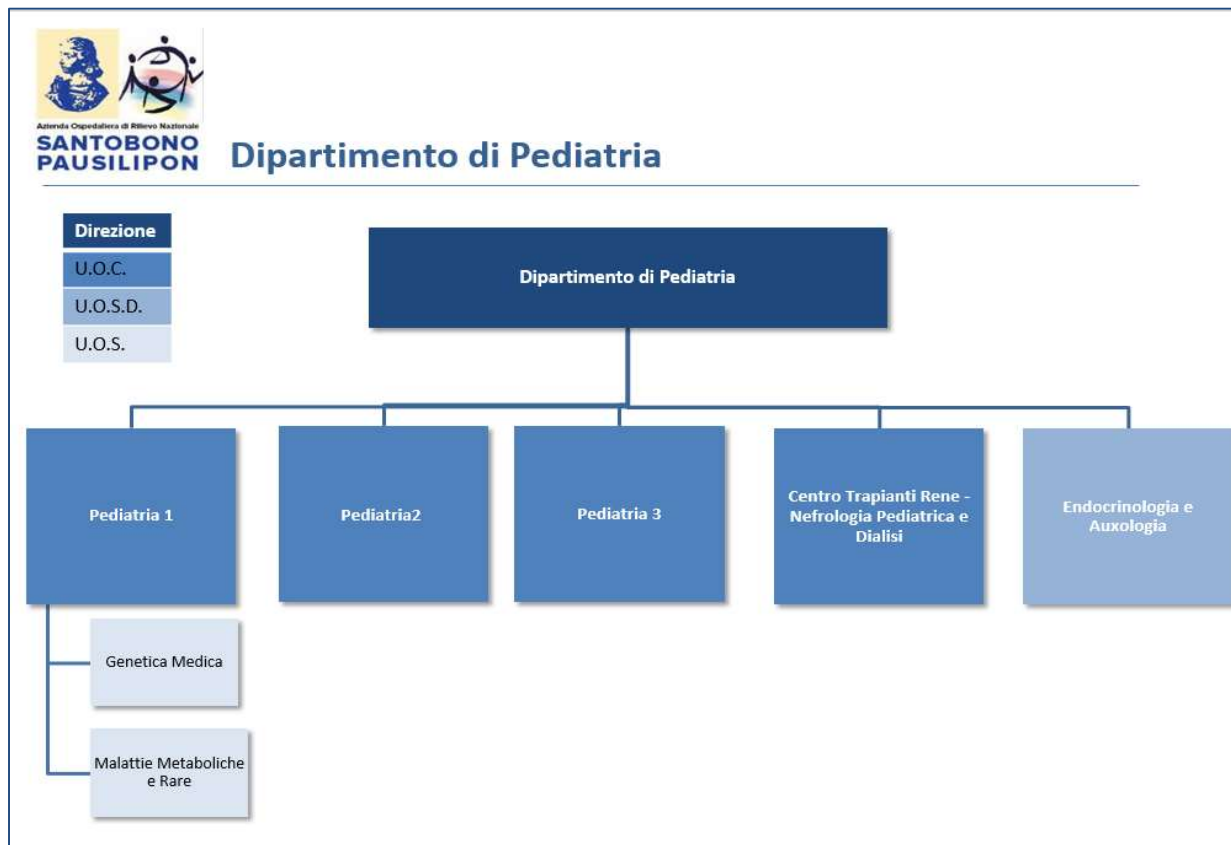 Azienda Ospedaliera di Rilievo Nazionale
SANTOBONO
PAUSILIPON
Dipartimento di Pediatria
Direzione
U.O.C.
U.O.S.D.
U.O.S.
Dipartimento di Pediatria
Pediatria 1
Pediatria2
Pediatria 3
Centro Trapianti Rene -
Nefrologia Pediatrica e
Dialisi
Endocrinologia e
Auxologia
Genetica Medica
Malattie Metaboliche
e Rare